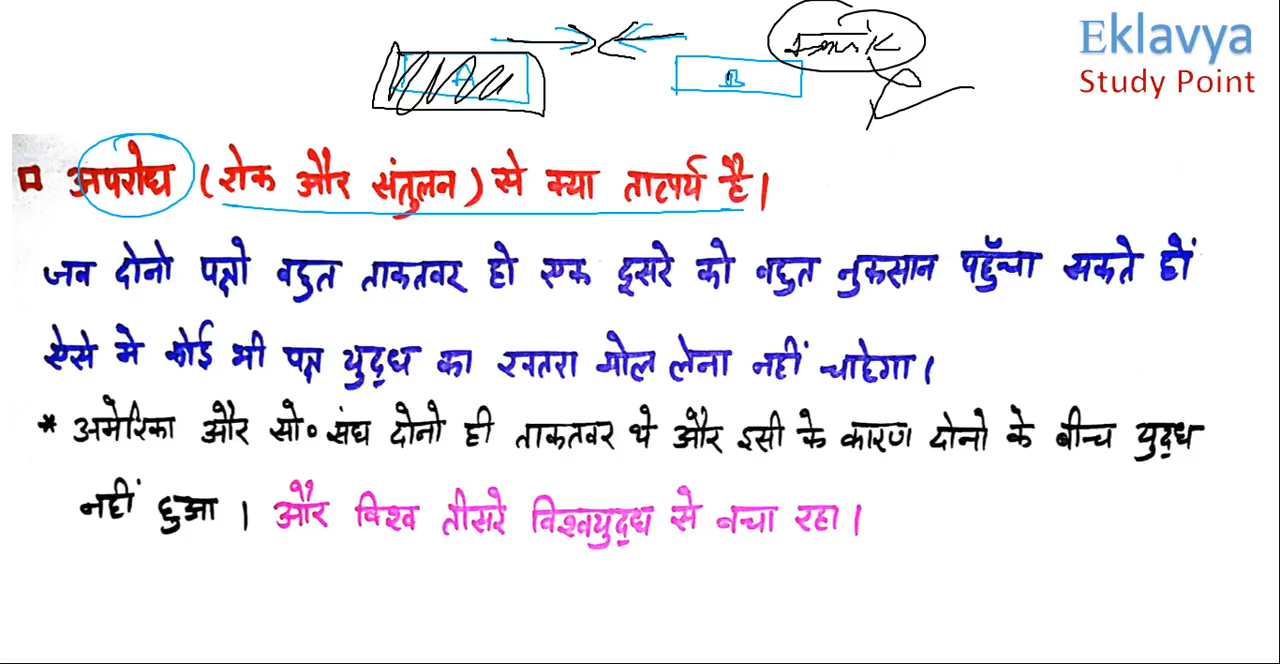 A
B
Eklavya
Study Point
अपरोध (रोक और संतुलन) से क्या तात्पर्य है।
जब दोनो पक्षो बहुत ताकतवर हो एक दुसरे को बहुत नुकसान पहुँचा सकते हों
ऐसे मे कोई भी पक्ष युद्ध का खतरा मोल लेना नहीं चाहेगा।
* अमेरिका और सो० संघ दोनो ही ताकतवर थे और इसी के कारण दोनो के बीच युद्ध
नहीं हुआ। और विश्व तीसरे विश्वयुद्ध से बचा रहा।